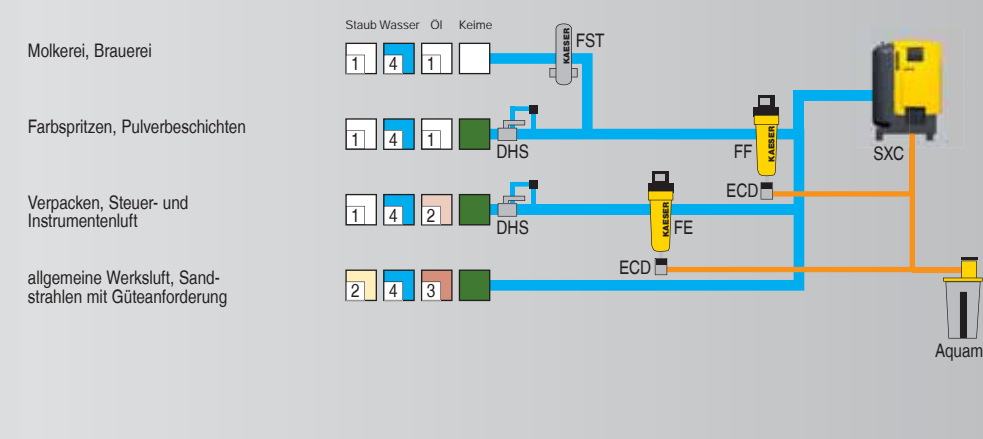 Staub Wasser Öl Keime
Molkerei, Brauerei
1 4 1
KAESER
FST
Farbspritzen, Pulverbeschichten
1 4 1
DHS
FF
KAESER
SXC
ECD
Verpacken, Steuer- und
Instrumentenluft
1 4 2
DHS
KAESER
FE
ECD
allgemeine Werksluft, Sand-
strahlen mit Güteanforderung
2 4 3
Aquam